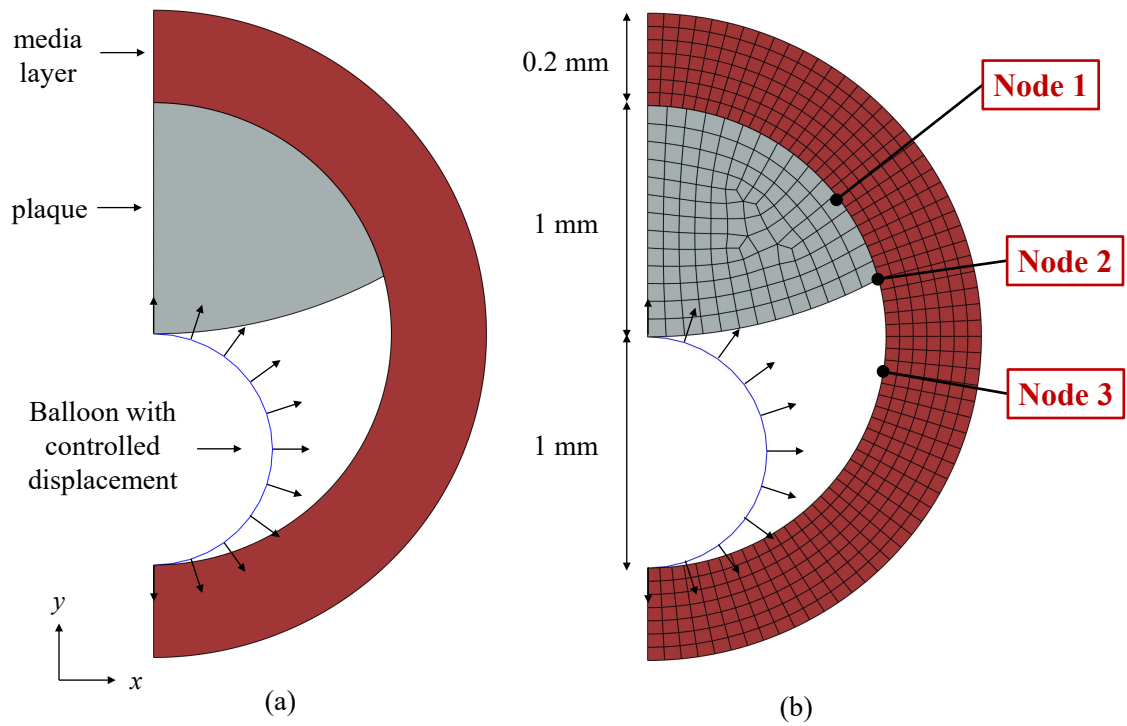 media
layer
plaque
Balloon with
controlled
displacement
y
x
(a)
0.2 mm
1 mm
1 mm
Node 1
Node 2
Node 3
(b)